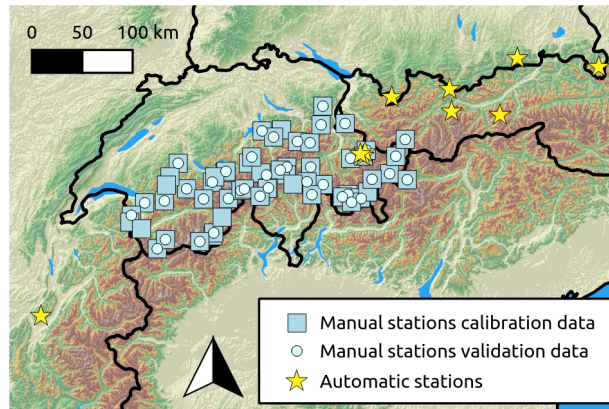 0 50 100 km
Manual stations calibration data
Manual stations validation data
Automatic stations